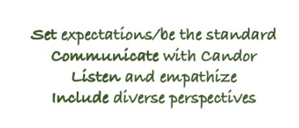 Set expectations/be the standard
Communicate with Candor
Listen and empathize
Include diverse perspectives